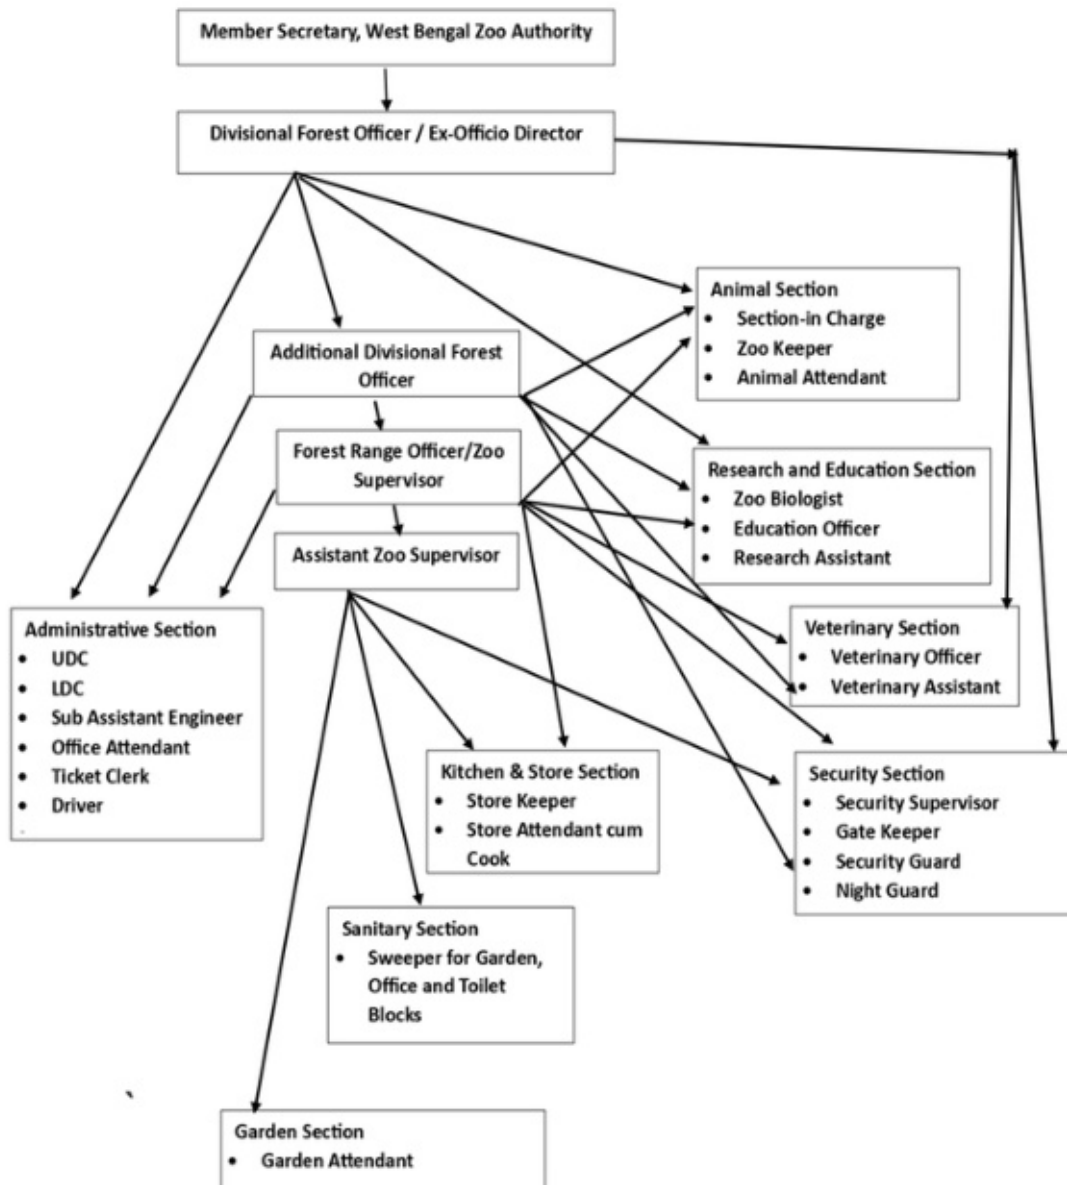 Member Secretary, West Bengal Zoo Authority
Divisional Forest Officer / Ex-Officio Director
Animal Section
• Section-in Charge
• Zoo Keeper
• Animal Attendant
Additional Divisional Forest
Officer
Forest Range Officer/Zoo
Supervisor
Research and Education Section
• Zoo Biologist
• Education Officer
• Research Assistant
Assistant Zoo Supervisor
Administrative Section
• UDC
• LDC
• Sub Assistant Engineer
• Office Attendant
• Ticket Clerk
• Driver
Veterinary Section
• Veterinary Officer
• Veterinary Assistant
Kitchen & Store Section
• Store Keeper
• Store Attendant cum
Cook
Security Section
• Security Supervisor
• Gate Keeper
• Security Guard
• Night Guard
Sanitary Section
• Sweeper for Garden,
Office and Toilet
Blocks
Garden Section
• Garden Attendant